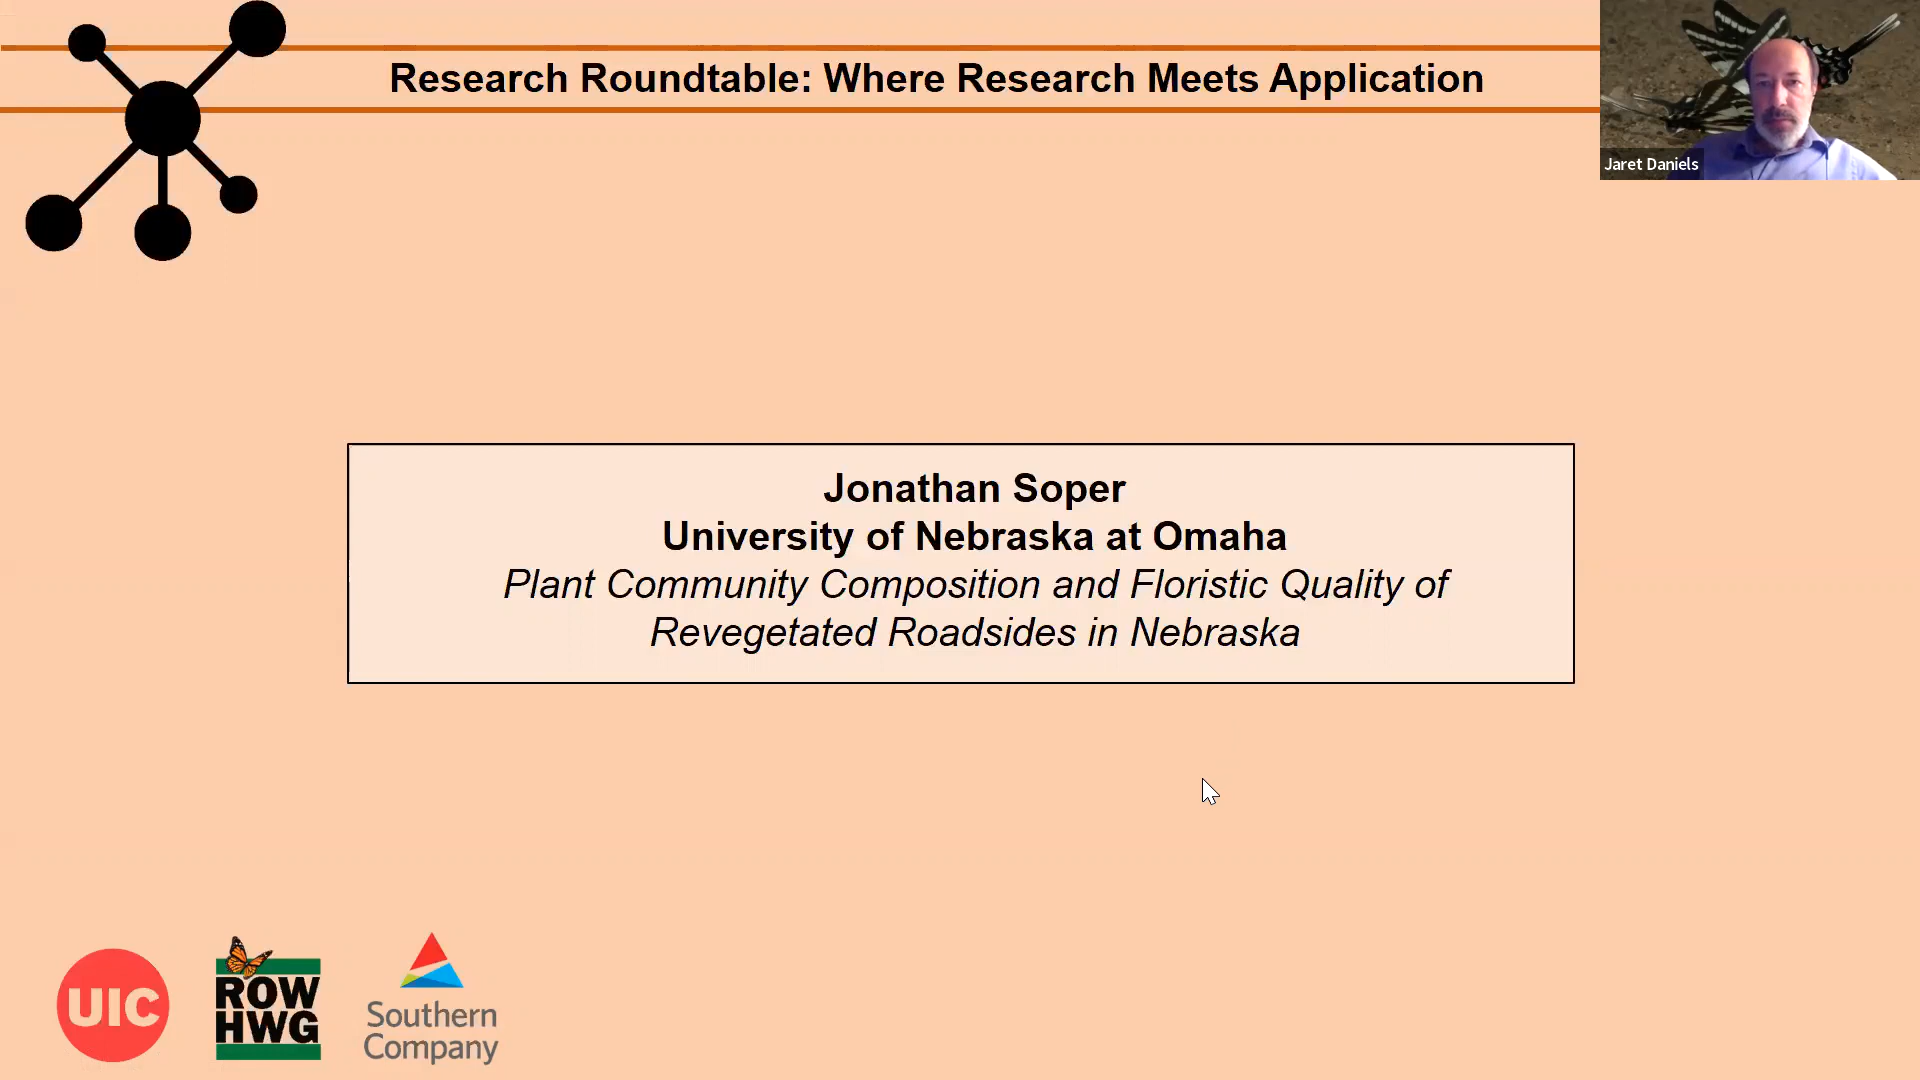 Research Roundtable: Where Research Meets Application
Jaret Daniels
Jonathan Soper
University of Nebraska at Omaha
Plant Community Composition and Floristic Quality of
Revegetated Roadsides in Nebraska
UIC
ROW
HWG
Southern
Company